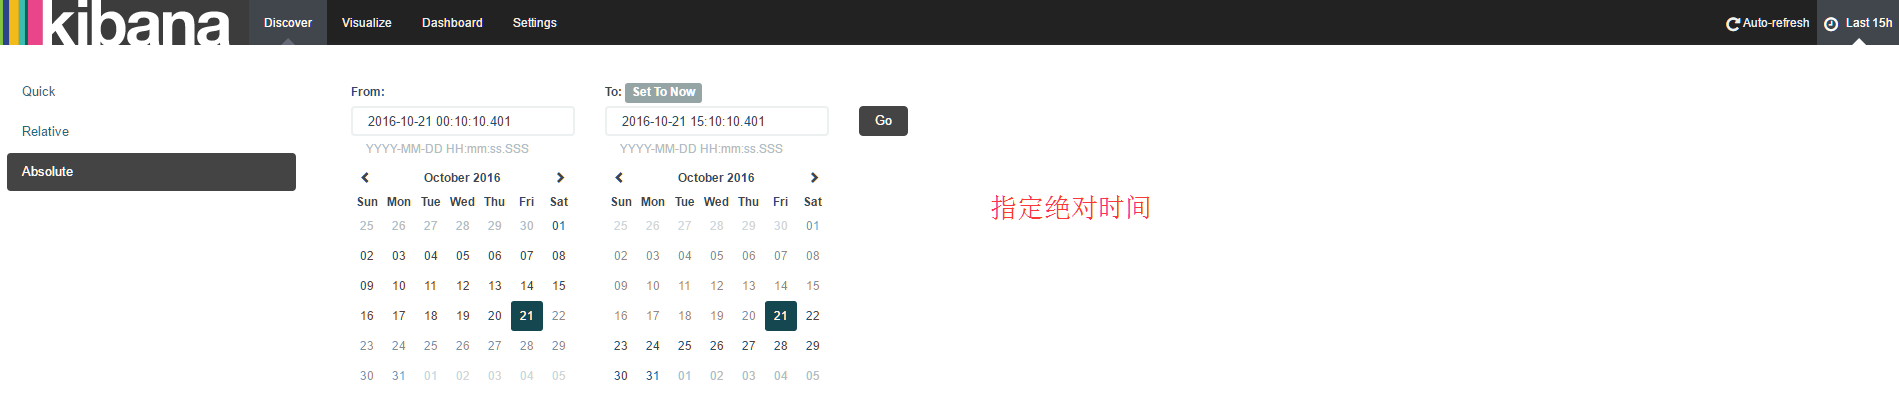 kibana Discover Visualize Dashboard Settings Auto-refresh Last 15h
Quick
Relative
Absolute
From:
2016-10-21 00:10:10.401
YYYY-MM-DD HH:mm:ss.SSS
October 2016
Sun Mon Tue Wed Thu Fri Sat
25 26 27 28 29 30 01
02 03 04 05 06 07 08
09 10 11 12 13 14 15
16 17 18 19 20 21 22
23 24 25 26 27 28 29
30 31 01 02 03 04 05
To: Set To Now
2016-10-21 15:10:10.401
YYYY-MM-DD HH:mm:ss.SSS
October 2016
Sun Mon Tue Wed Thu Fri Sat
25 26 27 28 29 30 01
02 03 04 05 06 07 08
09 10 11 12 13 14 15
16 17 18 19 20 21 22
23 24 25 26 27 28 29
30 31 01 02 03 04 05
Go
指定绝对时间